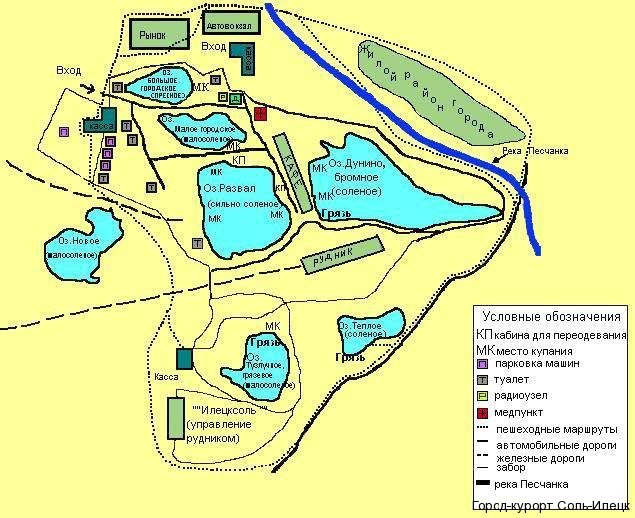 Рынок
Автовокзал
Вход
касса
Жилой район города
Вход
Оз.
БОЛЬШОЕ
ГОРОДСКОЕ
(ПРЕСНОЕ)
МК
Т
Т
Р
Д
касса
Т
Оз.
Малое городское
(малосоленое)
МК
КАФЕ
Река Песчанка
П
Т
П
П
П
Т
Т
КП
МК
Оз.Развал
(сильно соленое)
МК
МК
КП
МК
Оз.Дунино,
бромное
(соленое)
МК
Грязь
Т
Оз.Новое
(малосоленое)
РУДНИК
МК
Грязь
Оз.
Тузлучное,
грязевое
(малосоленое)
Оз.Теплое
(соленое)
Грязь
Касса
""Илецксоль ""
(управление
рудником)
Условные обозначения
КП кабина для переодевания
МК место купания
П парковка машин
Т туалет
Р радиоузел
медпункт
пешеходные маршруты
автомобильные дороги
железные дороги
забор
река Песчанка
Город-курорт Соль-Илецк